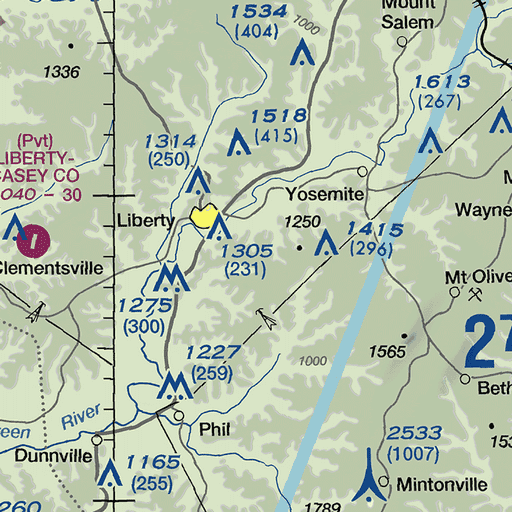 1534
(404)
1000
Mount
Salem
1336
1613
(267)
1518
(415)
(Pvt)
LIBERTY-
CASEY CO
1040 - 30
1314
(250)
Yosemite
Wayne
Liberty
1250
1415
(296)
1305
(231)
Clementsville
Mt Olive
1275
(300)
27
1227
(259)
1000
1565
Beth
River
Phil
Dunnville
1165
(255)
2533
(1007)
Mintonville
1789